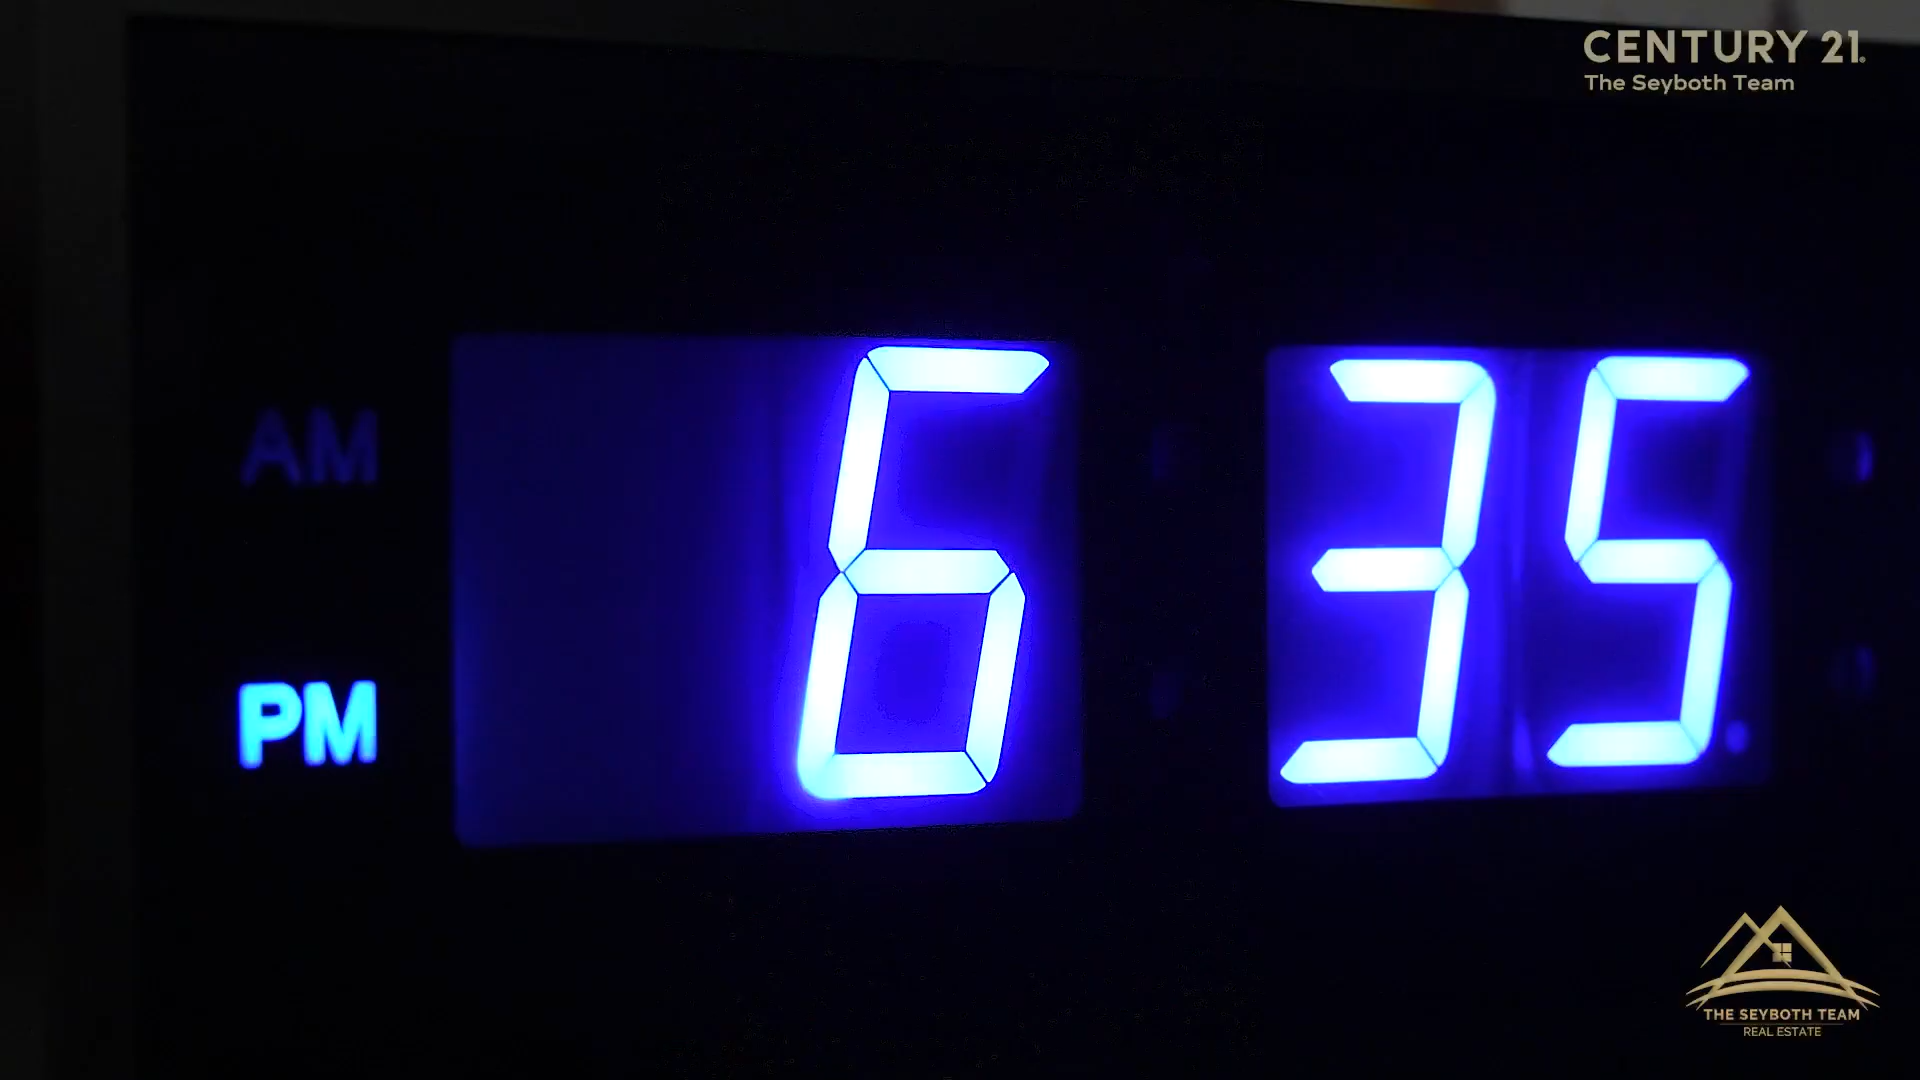 CENTURY 21®
The Seyboth Team
AM
6 35
PM
THE SEYBOTH TEAM
REAL ESTATE